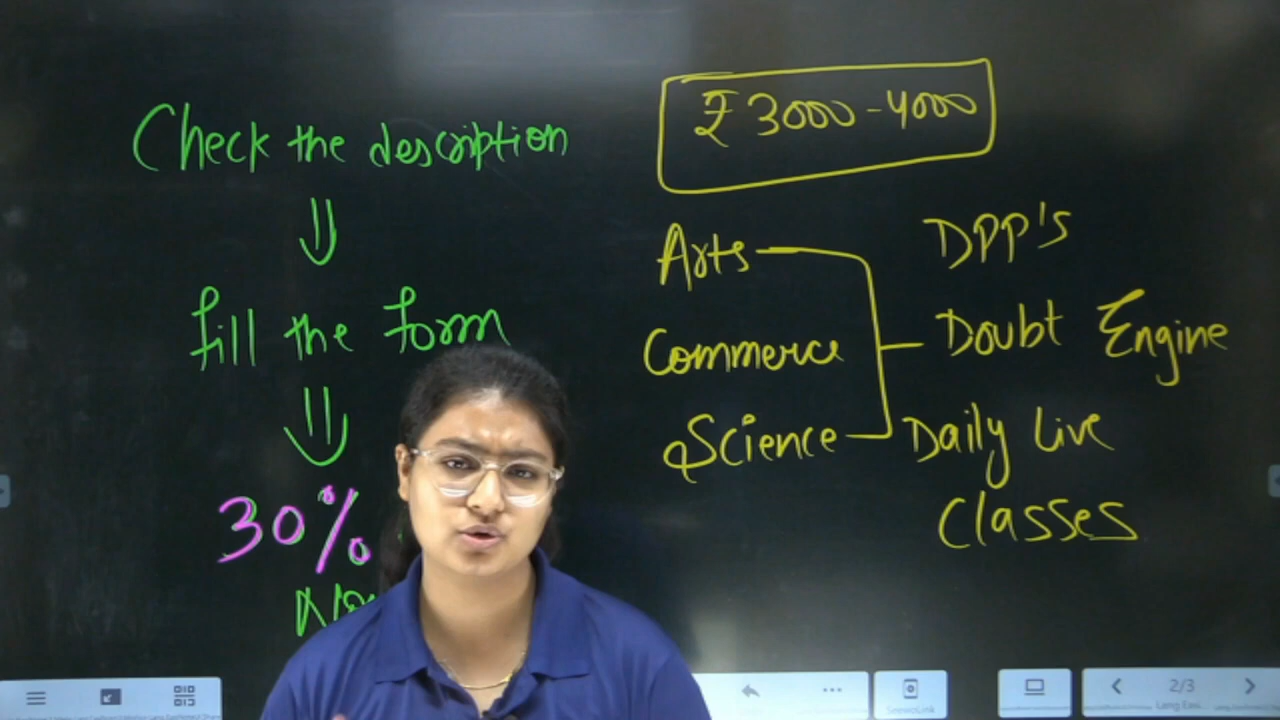 Check the description
⇓
fill the form
⇓
30%
₹ 3000-4000
Arts
Commerce
Science
DPP's
Doubt Engine
Daily Live
Classes
SeewoLink
2/3